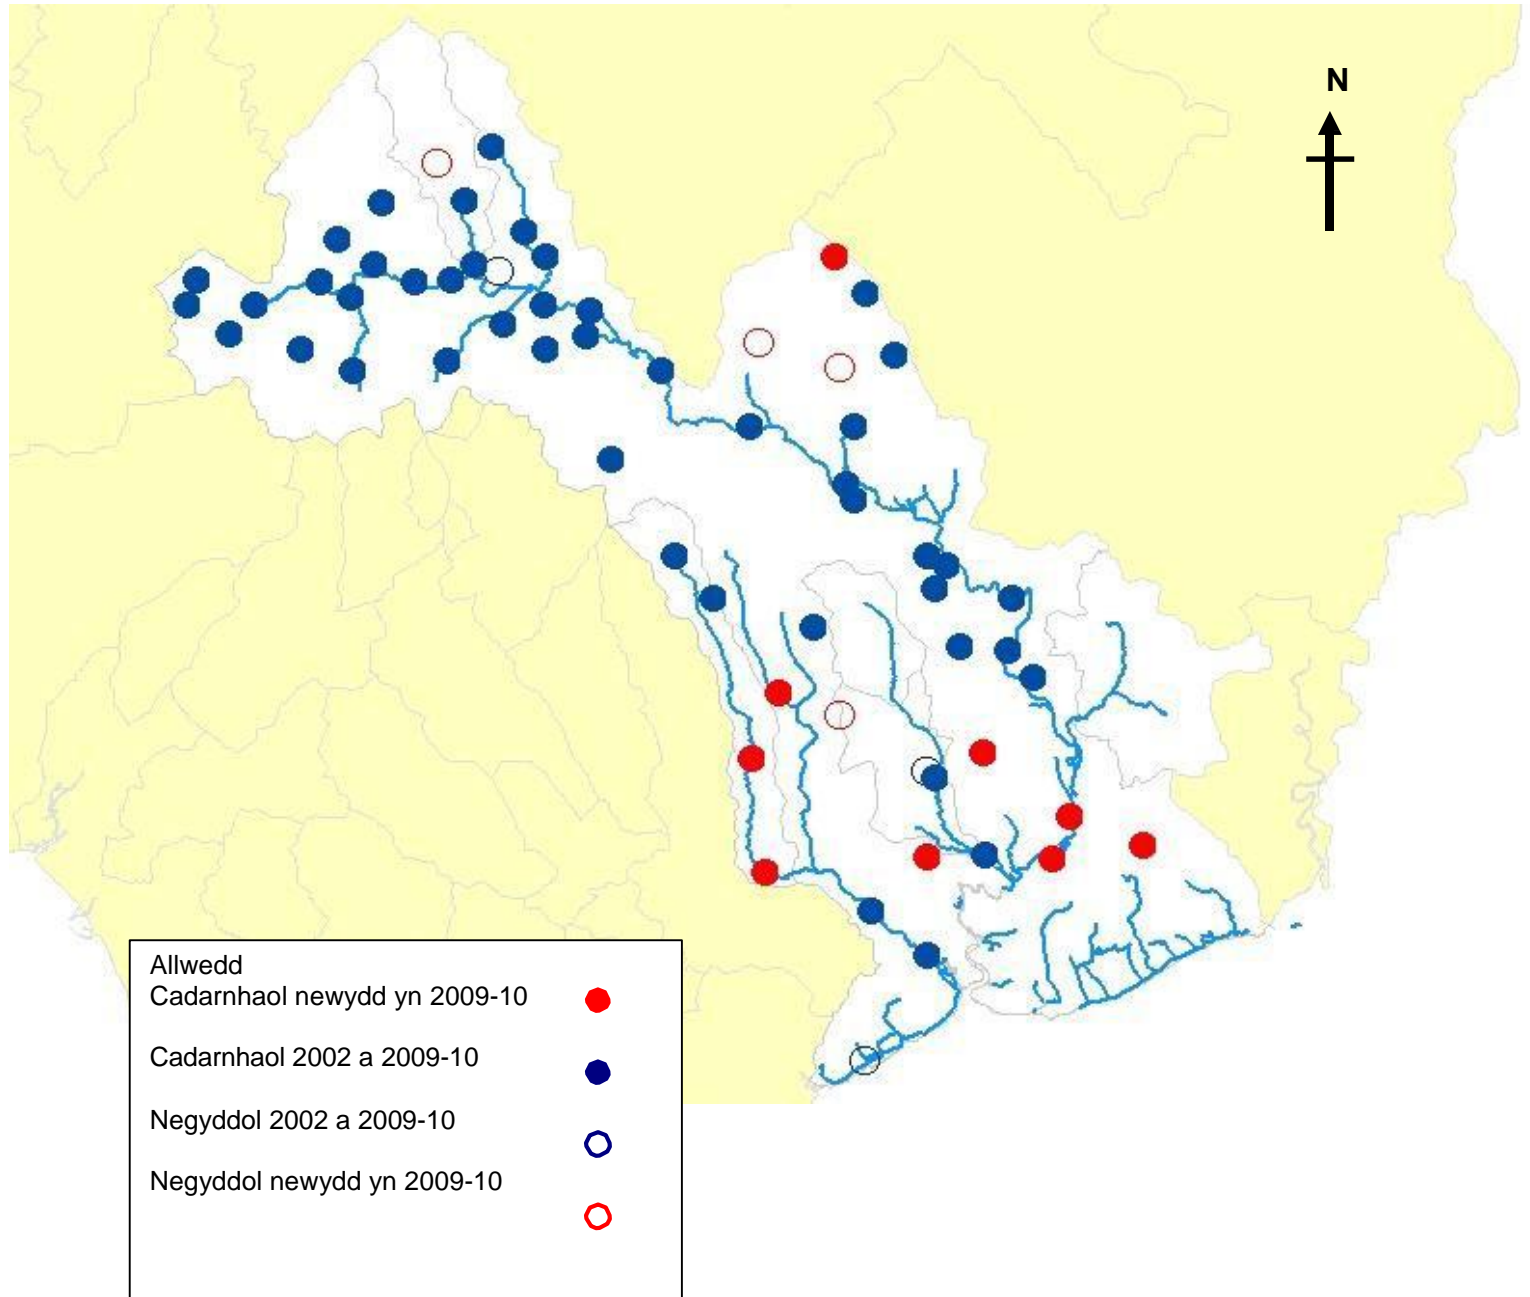 N
Allwedd
Cadarnhaol newydd yn 2009-10
Cadarnhaol 2002 a 2009-10
Negyddol 2002 a 2009-10
Negyddol newydd yn 2009-10